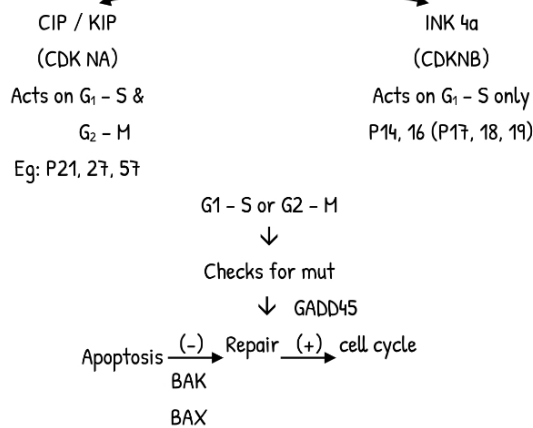 CIP / KIP
(CDK NA)
Acts on G₁ - S &
G₂ - M
Eg: P21, 27, 57
INK 4a
(CDKNB)
Acts on G₁ - S only
P14, 16 (P17, 18, 19)
G1 - S or G2 - M
↓
Checks for mut
↓ GADD45
Apoptosis (-) Repair (+) cell cycle
BAK
BAX